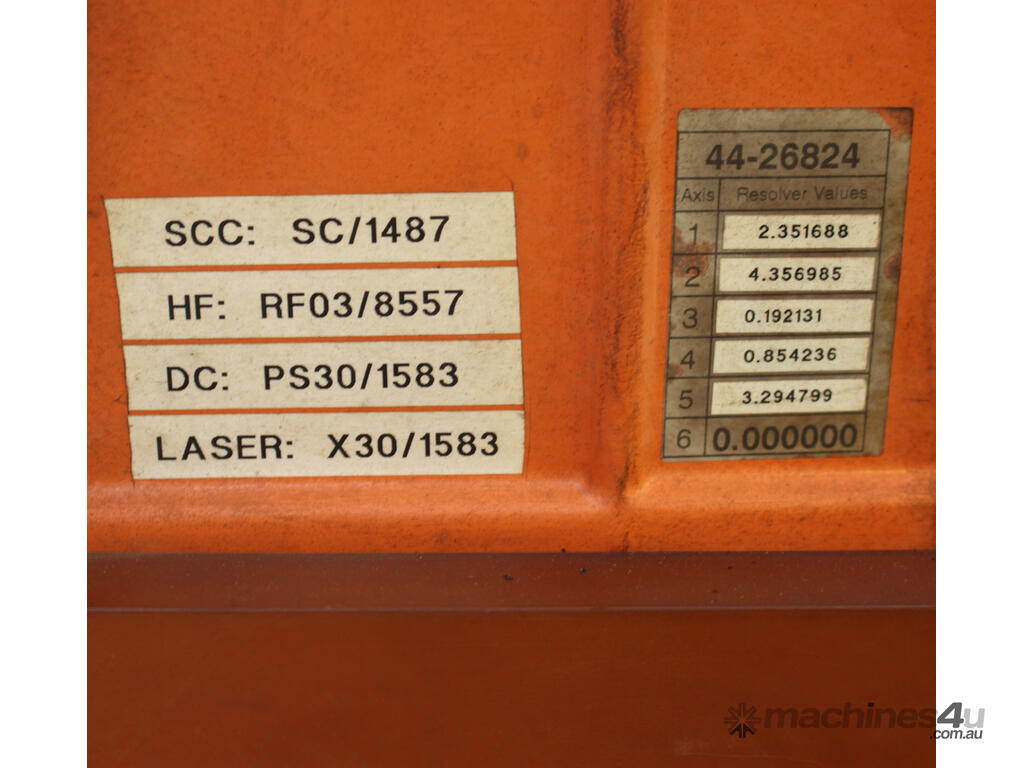 SCC: SC/1487
HF: RF03/8557
DC: PS30/1583
LASER: X30/1583
44-26824
Axis Resolver Values
1 2.351688
2 4.356985
3 0.192131
4 0.854236
5 3.294799
6 0.000000
machines4u
.com.au